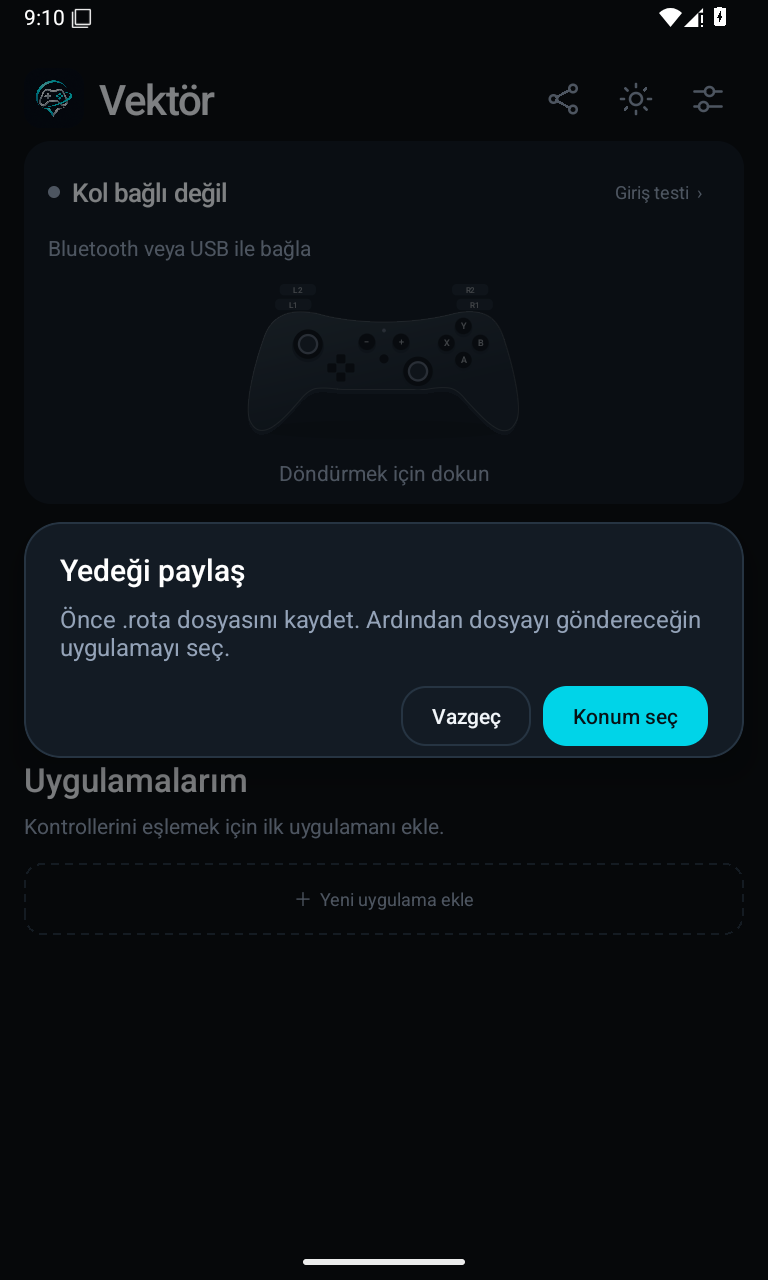 9:10
Vektör
Kol bağlı değil
Giriş testi ›
Bluetooth veya USB ile bağla
L2
R2
L1
R1
Y
X
B
A
− +
Döndürmek için dokun
Yedeği paylaş
Önce .rota dosyasını kaydet. Ardından dosyayı göndereceğin
uygulamayı seç.
Vazgeç
Konum seç
Uygulamalarım
Kontrollerini eşlemek için ilk uygulamanı ekle.
+ Yeni uygulama ekle